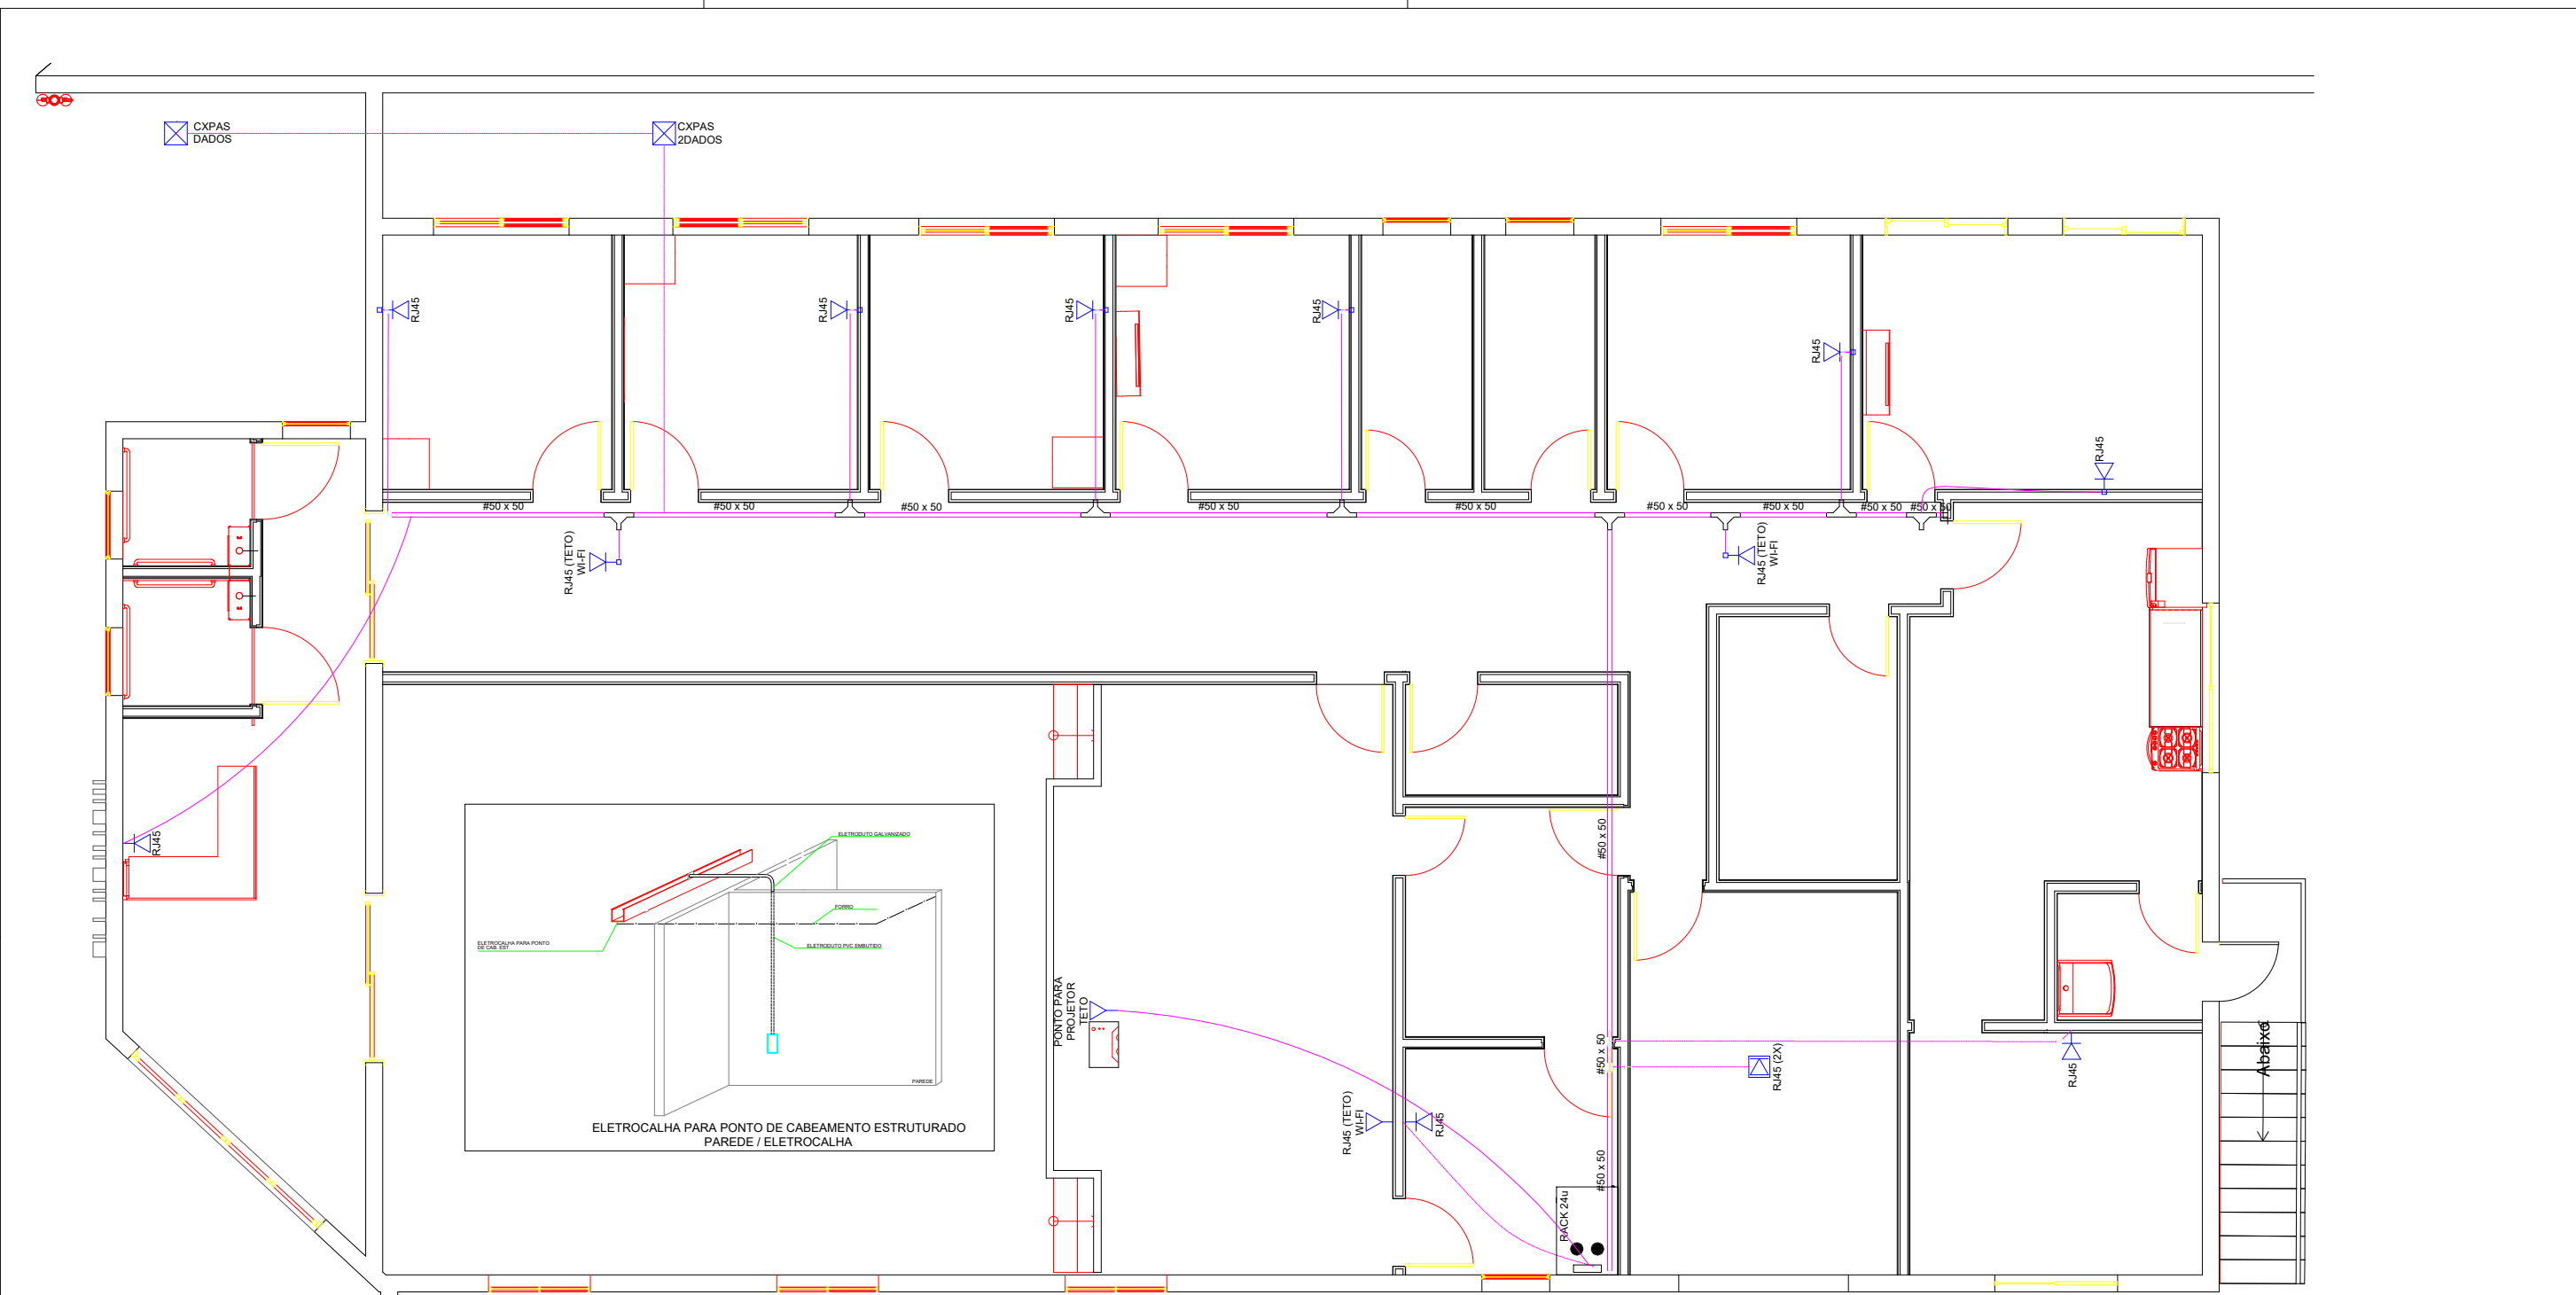 CXPAS
DADOS
CXPAS
2DADOS
RJ45
RJ45
RJ45
RJ45
RJ45
RJ45
#50 x 50
#50 x 50
#50 x 50
#50 x 50
#50 x 50
#50 x 50
#50 x 50
#50 x 50
#50 x 50
RJ45 (TETO)
WI-FI
RJ45 (TETO)
WI-FI
RJ45
#50 x 50
ELETRODUTO GALVANIZADO
FORRO
ELETROCALHA PARA PONTO
DE CAB. EST.
ELETRODUTO PVC EMBUTIDO
PAREDE
ELETROCALHA PARA PONTO DE CABEAMENTO ESTRUTURADO
PAREDE / ELETROCALHA
PONTO PARA
PROJETOR
TETO
#50 x 50
RJ45 (2X)
RJ45
Abaixo
RJ45 (TETO)
WI-FI
RJ45
#50 x 50
RACK 24u